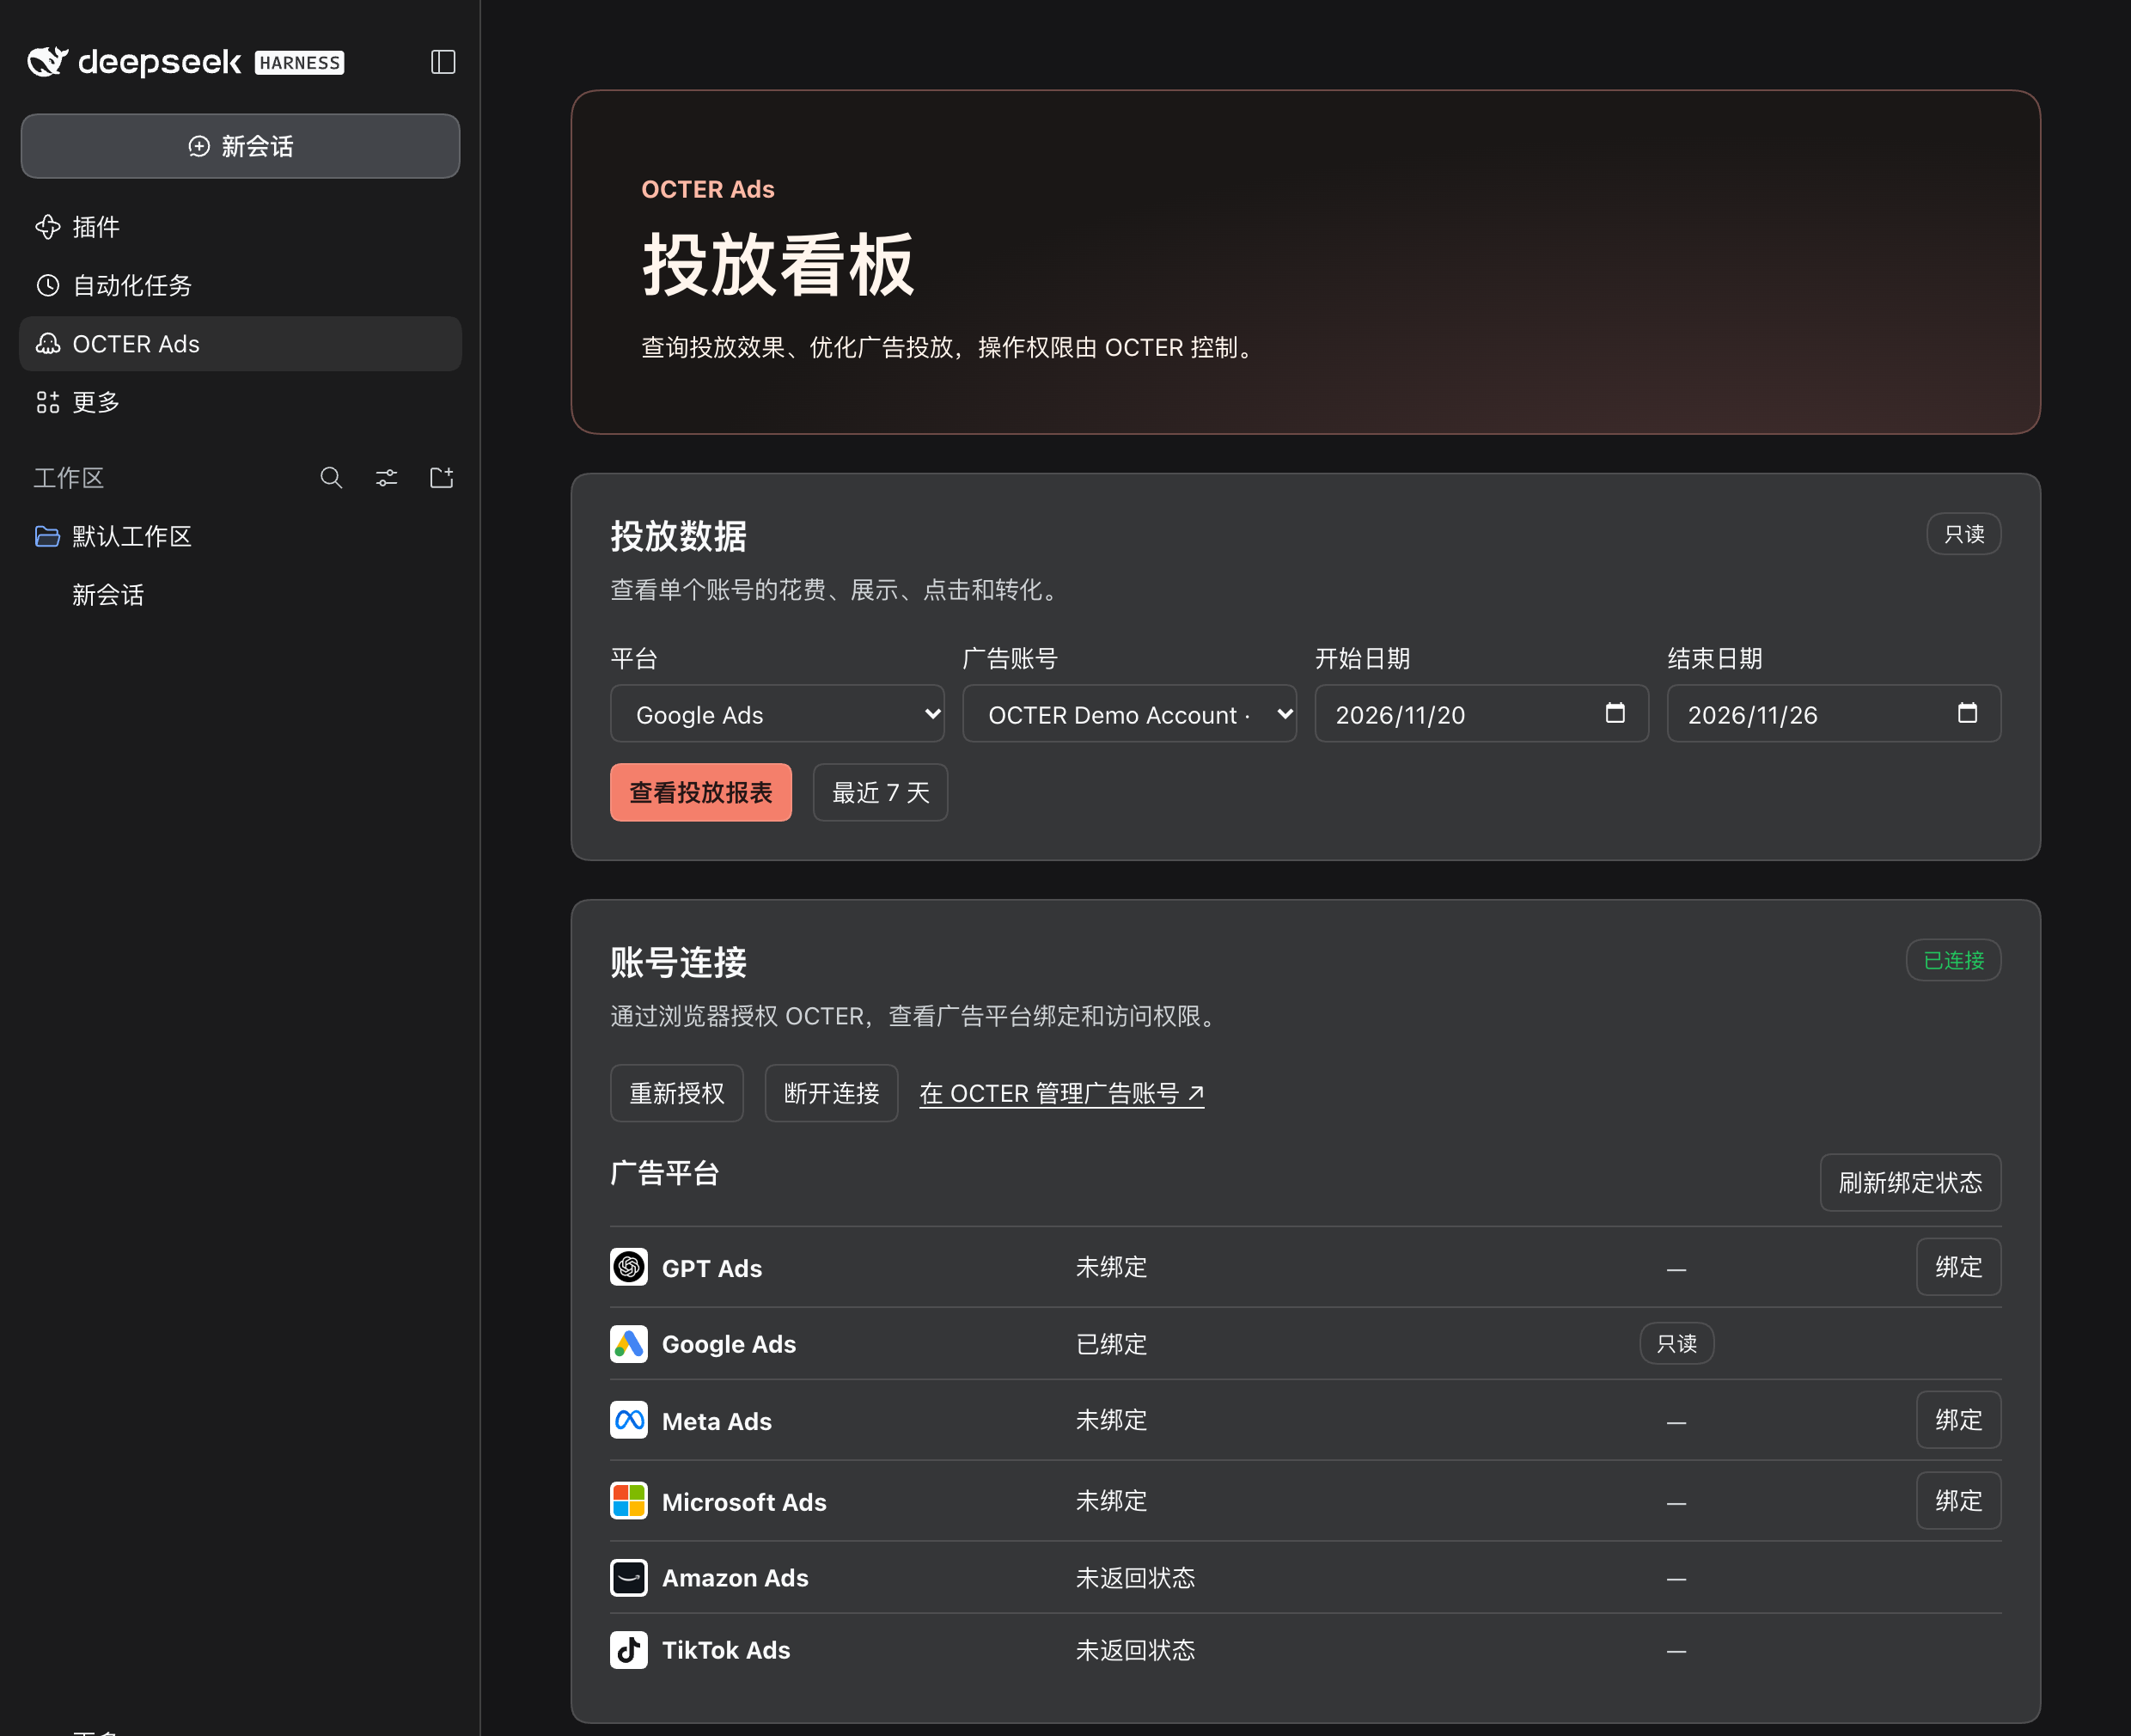 deepseek HARNESS
新会话
插件
自动化任务
OCTER Ads
更多
工作区
默认工作区
新会话
OCTER Ads
投放看板
查询投放效果、优化广告投放，操作权限由 OCTER 控制。
投放数据
只读
查看单个账号的花费、展示、点击和转化。
平台
广告账号
开始日期
结束日期
Google Ads
OCTER Demo Account ·
2026/11/20
2026/11/26
查看投放报表
最近 7 天
账号连接
已连接
通过浏览器授权 OCTER，查看广告平台绑定和访问权限。
重新授权
断开连接
在 OCTER 管理广告账号 ↗
广告平台
刷新绑定状态
GPT Ads 未绑定 — 绑定
Google Ads 已绑定 只读
Meta Ads 未绑定 — 绑定
Microsoft Ads 未绑定 — 绑定
Amazon Ads 未返回状态 —
TikTok Ads 未返回状态 —